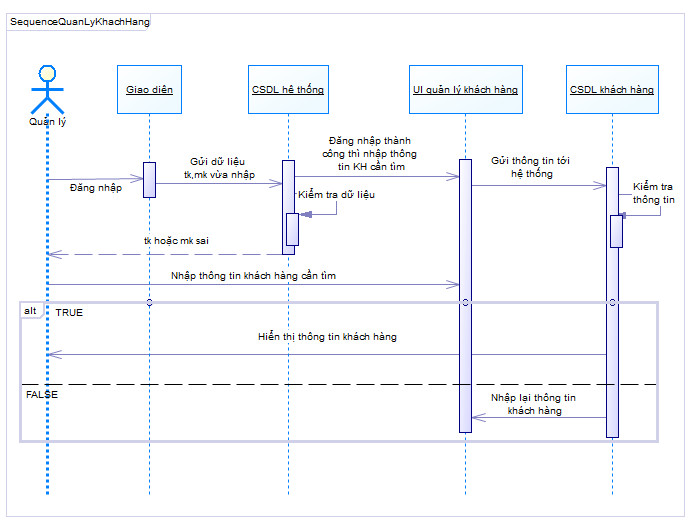 SequenceQuanLyKhachHang
Quản lý
Giao diên
CSDL hê thống
UI quản lý khách hàng
CSDL khách hàng
Đăng nhập
Gửi dữ liệu
tk,mk vừa nhập
Đăng nhập thành
công thì nhập thông
tin KH cần tìm
Gửi thông tin tới
hệ thống
Kiểm tra dữ liệu
Kiểm tra
thông tin
tk hoặc mk sai
Nhập thông tin khách hàng cần tìm
alt
TRUE
Hiển thị thông tin khách hàng
FALSE
Nhập lại thông tin
khách hàng